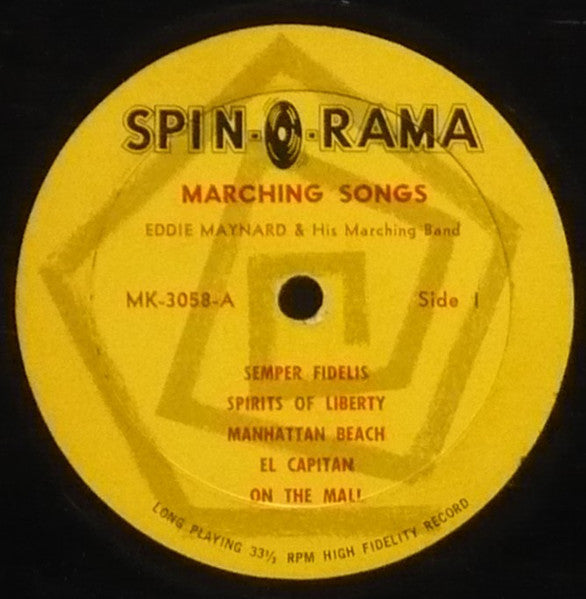 SPIN-O-RAMA
MARCHING SONGS
EDDIE MAYNARD & His Marching Band
MK-3058-A Side 1
SEMPER FIDELIS
SPIRITS OF LIBERTY
MANHATTAN BEACH
EL CAPITAN
ON THE MALL
LONG PLAYING 33⅓ RPM HIGH FIDELITY RECORD